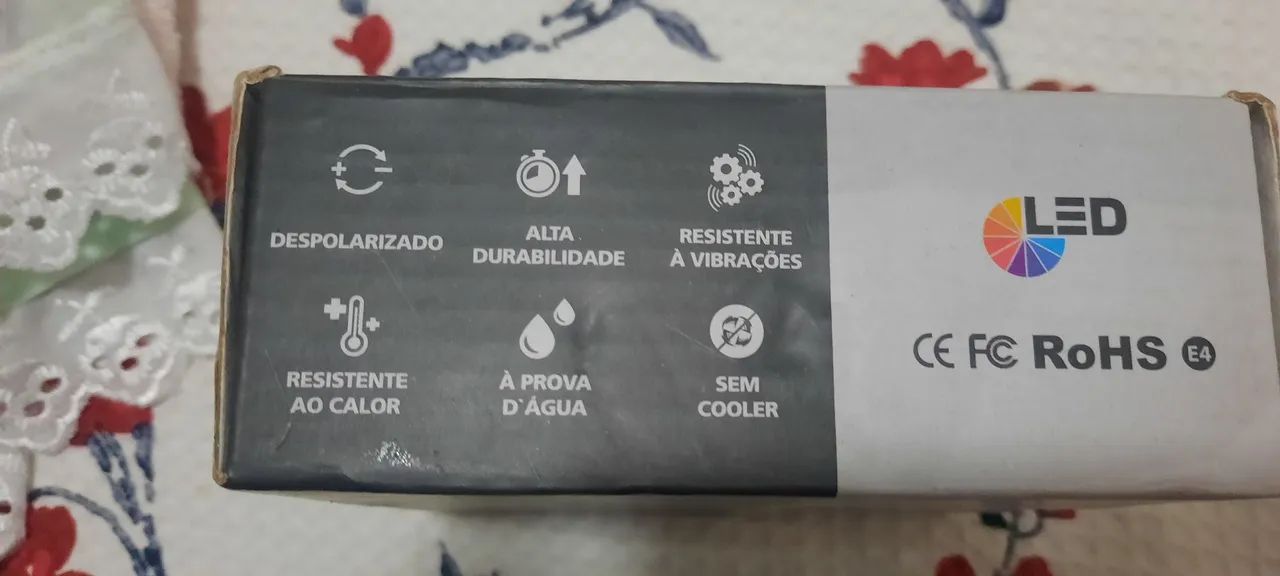 DESPOLARIZADO
ALTA
DURABILIDADE
RESISTENTE
À VIBRAÇÕES
RESISTENTE
AO CALOR
À PROVA
D`ÁGUA
SEM
COOLER
LED
CE FC RoHS E4